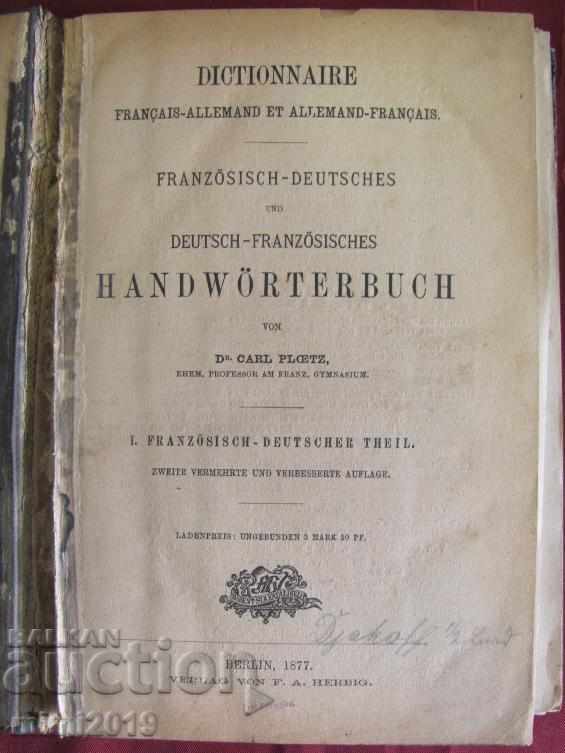 DICTIONNAIRE
FRANÇAIS-ALLEMAND ET ALLEMAND-FRANÇAIS.
FRANZÖSISCH-DEUTSCHES
UND
DEUTSCH-FRANZÖSISCHES
HANDWÖRTERBUCH
VON
DR. CARL PLŒTZ,
EHEM. PROFESSOR AM FRANZ. GYMNASIUM.
I. FRANZÖSISCH-DEUTSCHER THEIL.
ZWEITE VERMEHRTE UND VERBESSERTE AUFLAGE.
LADENPREIS: UNGEBUNDEN 5 MARK 50 PF.
BERLIN, 1877.
VERLAG VON F. A. HERBIG.
BALKAN
auction
mimi2019